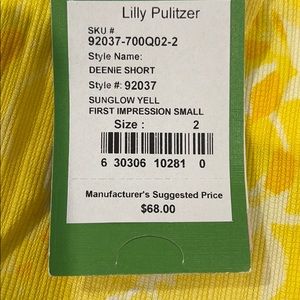 Lilly Pulitzer
SKU #
92037-700Q02-2
Style Name:
DEENIE SHORT
Style #: 92037
SUNGLOW YELL
FIRST IMPRESSION SMALL
Size : 2
6 30306 10281 0
Manufacturer's Suggested Price
$68.00